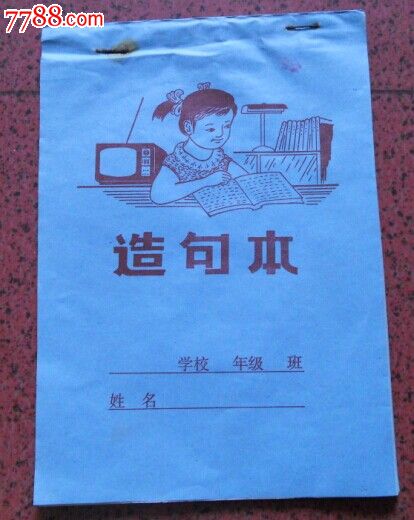 7788.com
造句本
学校 年级 班
姓名